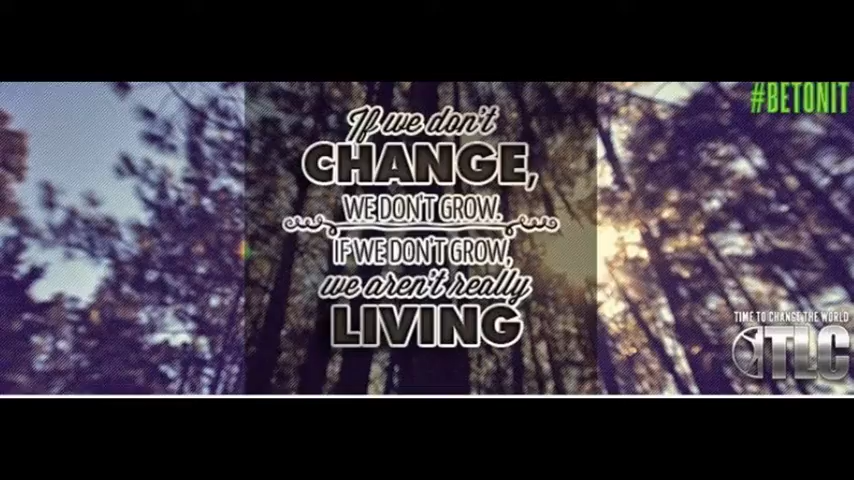 #BETONIT
If we don't
CHANGE,
WE DON'T GROW.
IF WE DON'T GROW,
we aren't really
LIVING
TIME TO CHANGE THE WORLD
TLC